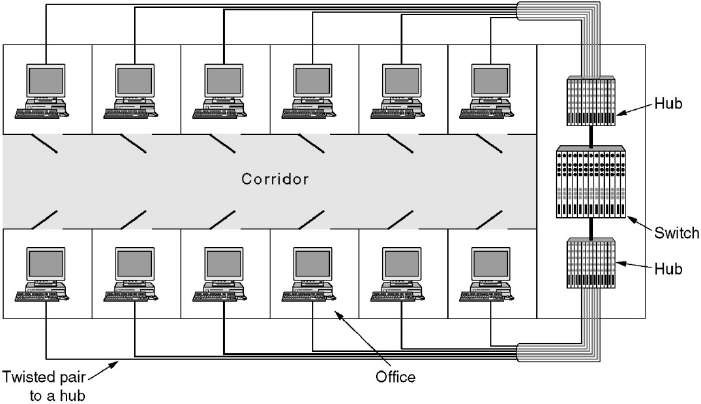 Hub
Corridor
Switch
Hub
Twisted pair
to a hub
Office